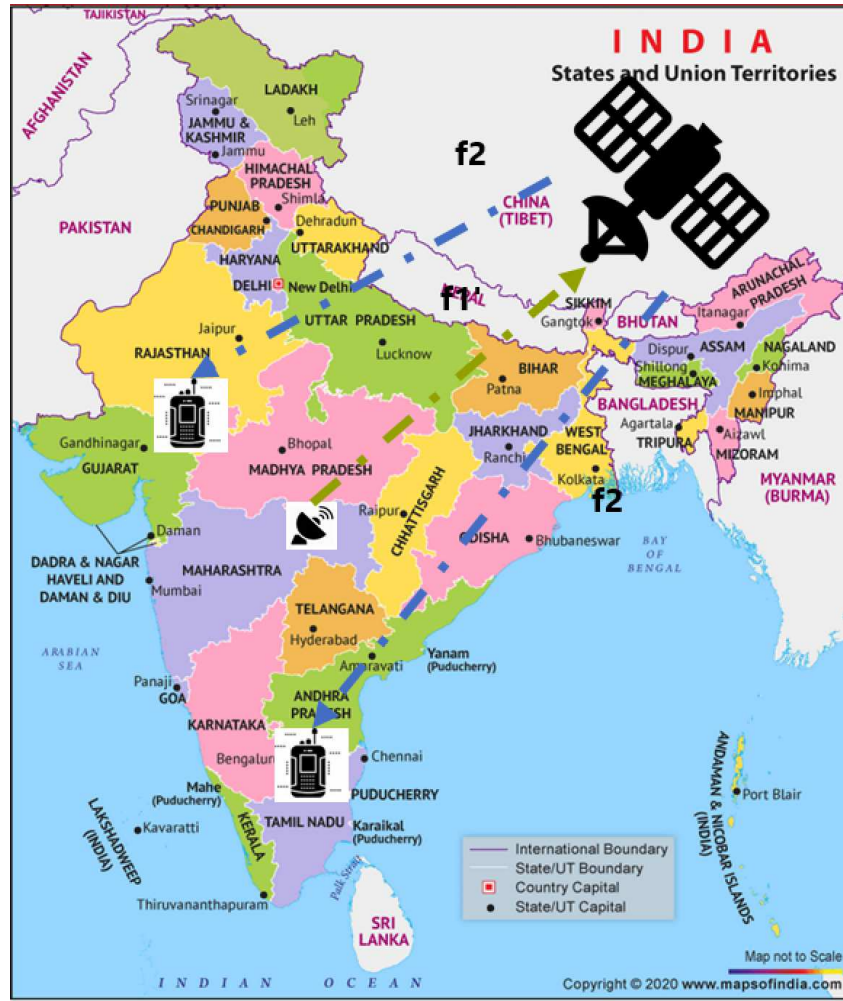 TAJIKISTAN
INDIA
States and Union Territories
AFGHANISTAN
LADAKH
Srinagar
Leh
JAMMU &
KASHMIR
Jammu
f2
HIMACHAL
PRADESH
Shimla
CHINA
(TIBET)
PUNJAB
CHANDIGARH
Dehradun
UTTARAKHAND
PAKISTAN
HARYANA
DELHI
New Delhi
f1'
NEPAL
SIKKIM
Gangtok
BHUTAN
ARUNACHAL
PRADESH
Itanagar
UTTAR PRADESH
Jaipur
RAJASTHAN
Lucknow
BIHAR
Patna
Dispur
ASSAM
NAGALAND
Shillong
Kohima
MEGHALAYA
Imphal
MANIPUR
BANGLADESH
Agartala
TRIPURA
Aizawl
MIZORAM
JHARKHAND
Ranchi
WEST
BENGAL
Kolkata
f2
Gandhinagar
GUJARAT
Bhopal
MADHYA PRADESH
MYANMAR
(BURMA)
Raipur
CHHATTISGARH
Daman
DADRA & NAGAR
HAVELI AND
DAMAN & DIU
MAHARASHTRA
Mumbai
ODISHA
Bhubaneswar
BAY
OF
BENGAL
TELANGANA
Hyderabad
ARABIAN
SEA
Amaravati
Yanam
(Puducherry)
Panaji
GOA
ANDHRA
PRADESH
KARNATAKA
Bengalur
Chennai
Mahe
(Puducherry)
PUDUCHERRY
LAKSHADWEEP
(INDIA)
Kavaratti
KERALA
TAMIL NADU
Karaikal
(Puducherry)
Palk Strait
Thiruvananthapuram
SRI
LANKA
ANDAMAN & NICOBAR ISLANDS
(INDIA)
Port Blair
International Boundary
State/UT Boundary
Country Capital
State/UT Capital
Map not to Scale
INDIAN OCEAN
Copyright © 2020 www.mapsofindia.com